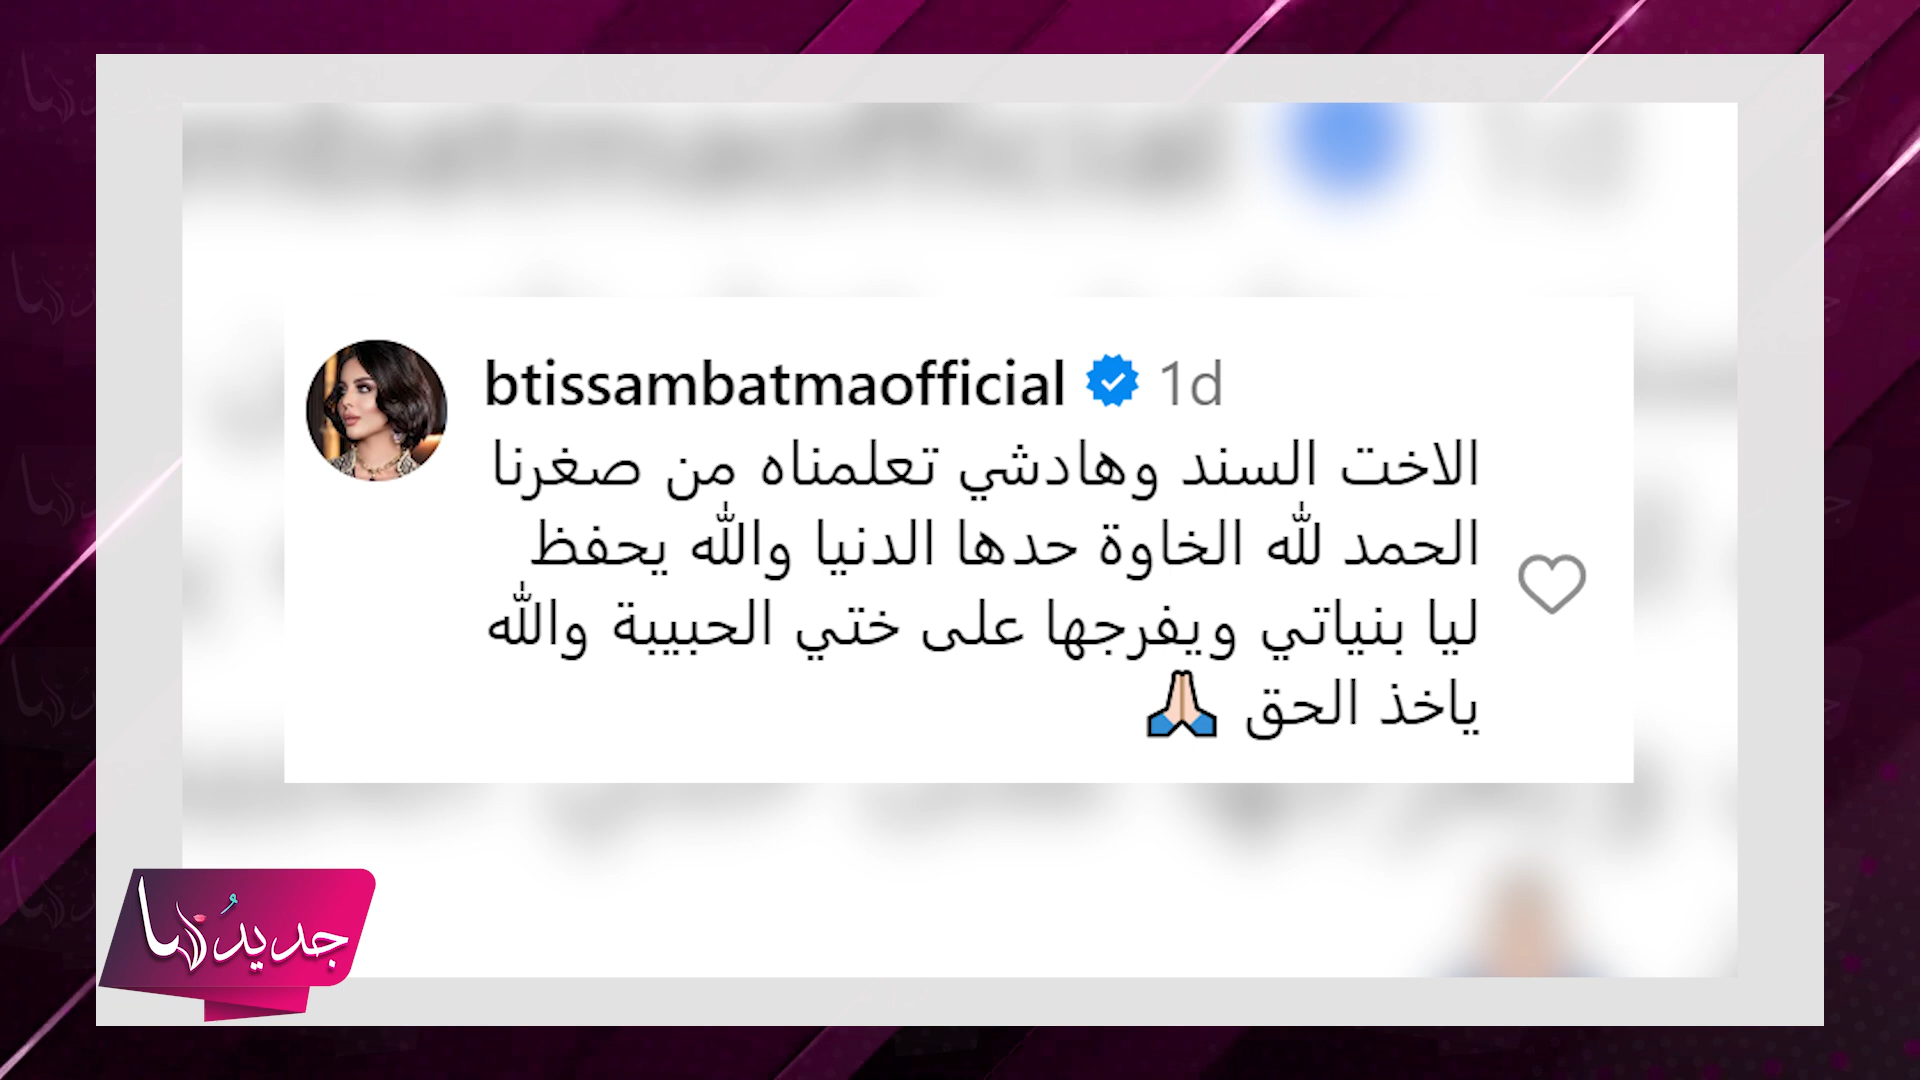 btissambatmaofficial 1d
الاخت السند وهادشي تعلمناه من صغرنا
الحمد لله الخاوة حدها الدنيا والله يحفظ
ليا بنياتي ويفرجها على ختي الحبيبة والله
ياخذ الحق 🙏🏻
جديدُنا